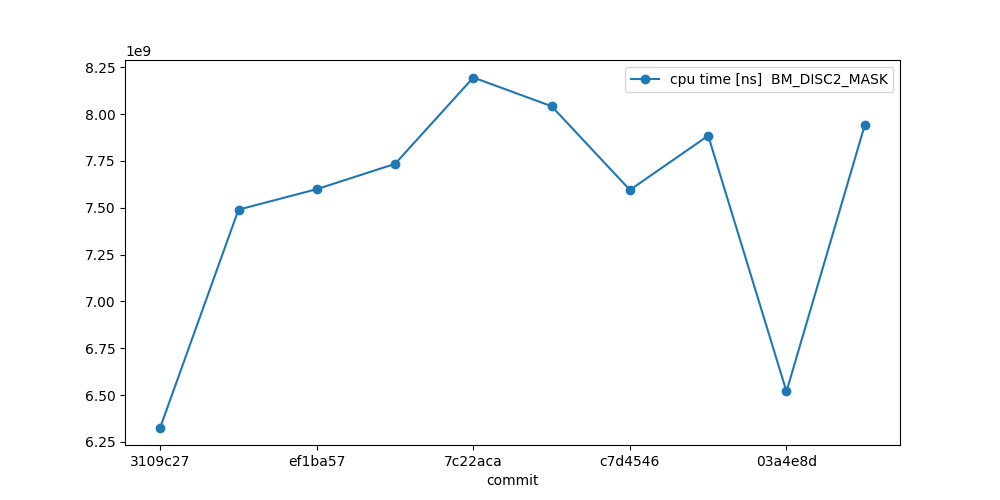 1e9
8.25
8.00
7.75
7.50
7.25
7.00
6.75
6.50
6.25
cpu time [ns]  BM_DISC2_MASK
3109c27 ef1ba57 7c22aca c7d4546 03a4e8d
commit